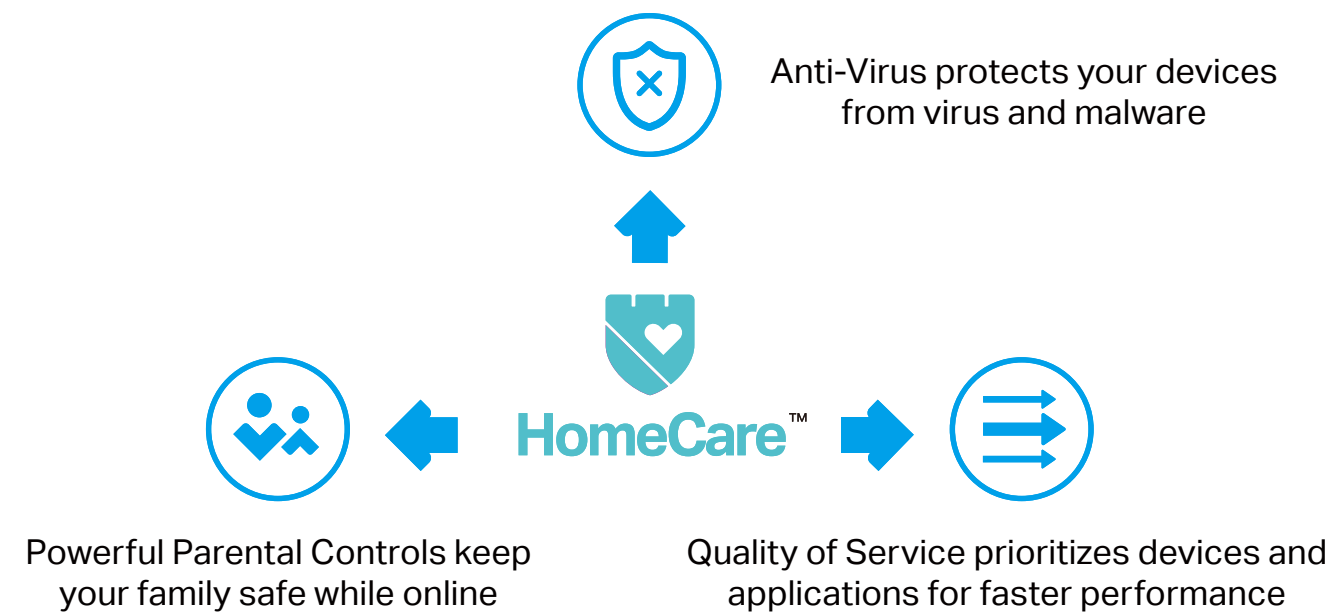 Anti-Virus protects your devices
from virus and malware
HomeCare™
Powerful Parental Controls keep
your family safe while online
Quality of Service prioritizes devices and
applications for faster performance